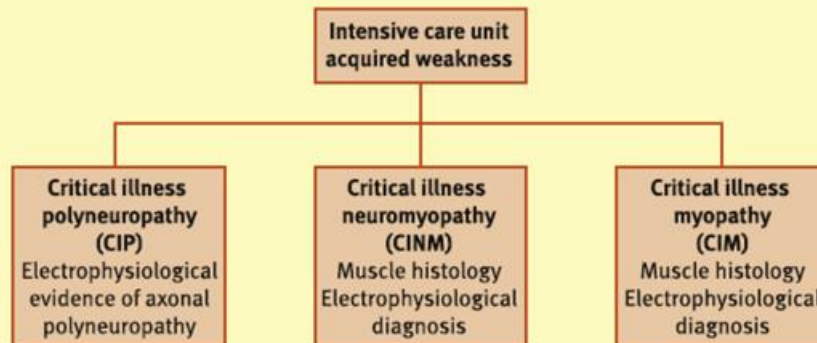 Intensive care unit
acquired weakness
Critical illness
polyneuropathy
(CIP)
Electrophysiological
evidence of axonal
polyneuropathy
Critical illness
neuromyopathy
(CINM)
Muscle histology
Electrophysiological
diagnosis
Critical illness
myopathy
(CIM)
Muscle histology
Electrophysiological
diagnosis